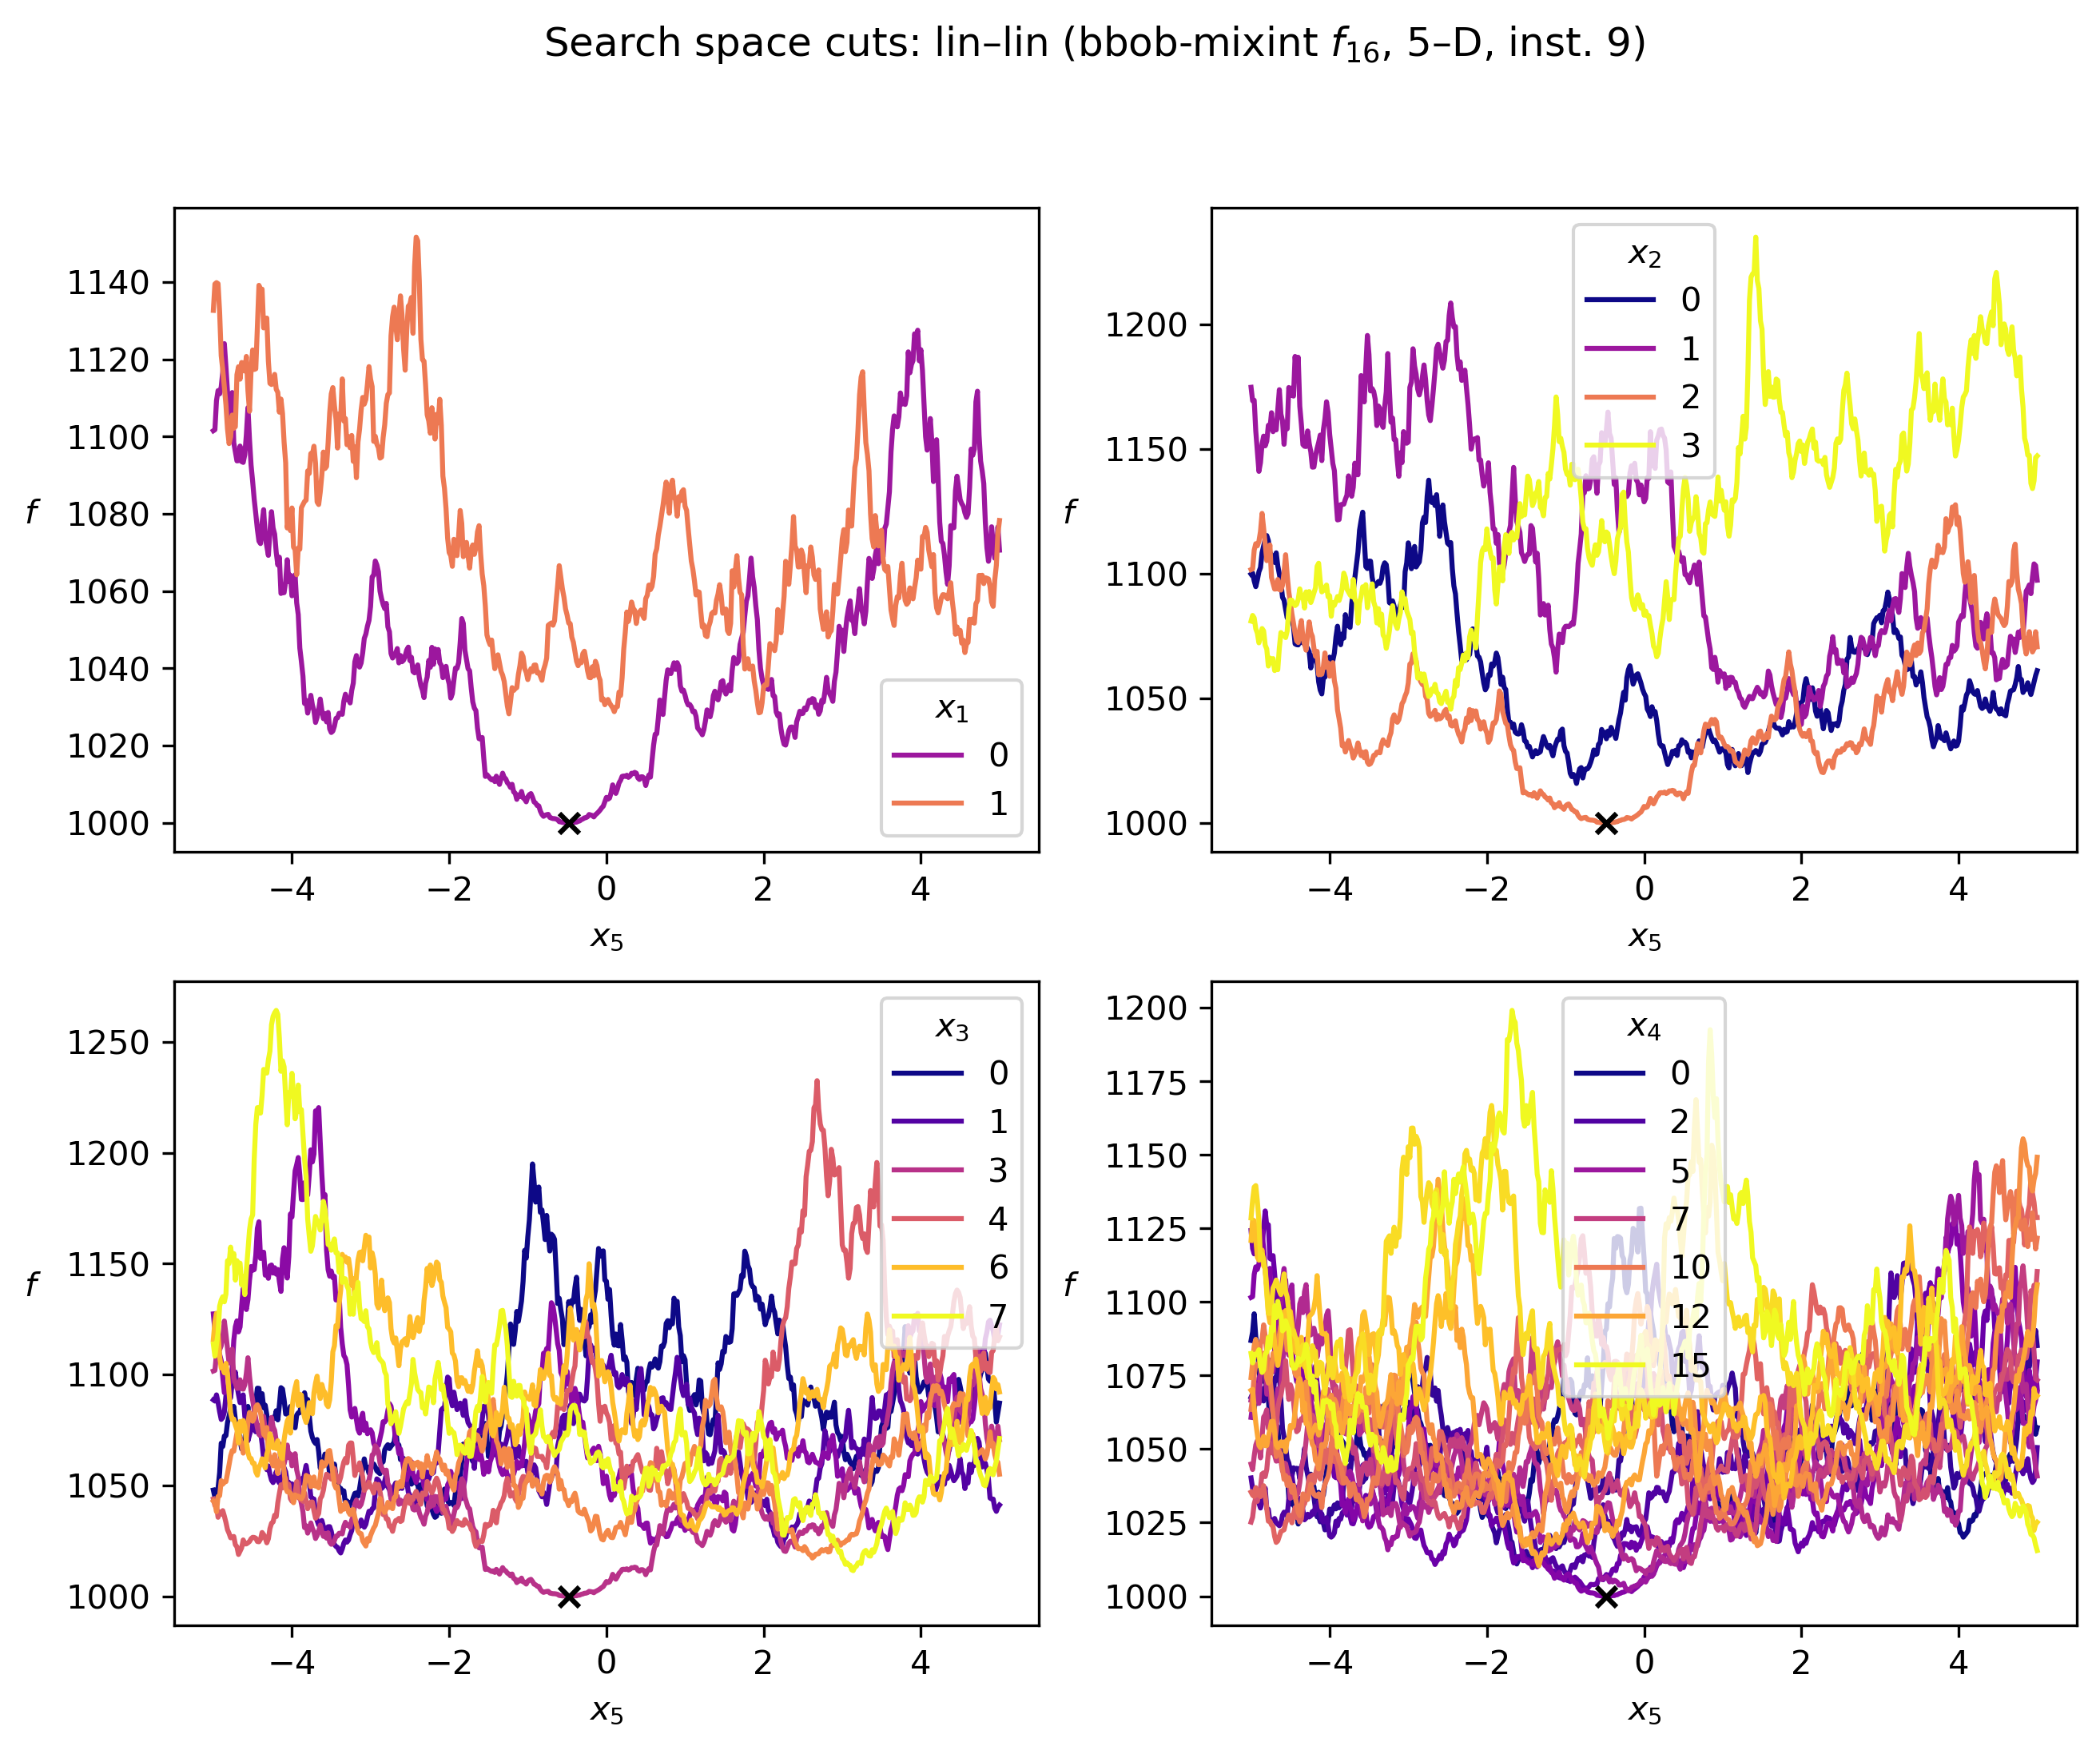 Search space cuts: lin–lin (bbob-mixint f₁₆, 5–D, inst. 9)
1140
1120
1100
1080
1060
1040
1020
1000
f
−4 −2 0 2 4
x₅
x₁
0
1
1200
1150
1100
1050
1000
f
−4 −2 0 2 4
x₅
x₂
0
1
2
3
1250
1200
1150
1100
1050
1000
f
−4 −2 0 2 4
x₅
x₃
0
1
3
4
6
7
1200
1175
1150
1125
1100
1075
1050
1025
1000
f
−4 −2 0 2 4
x₅
x₄
0
2
5
7
10
12
15